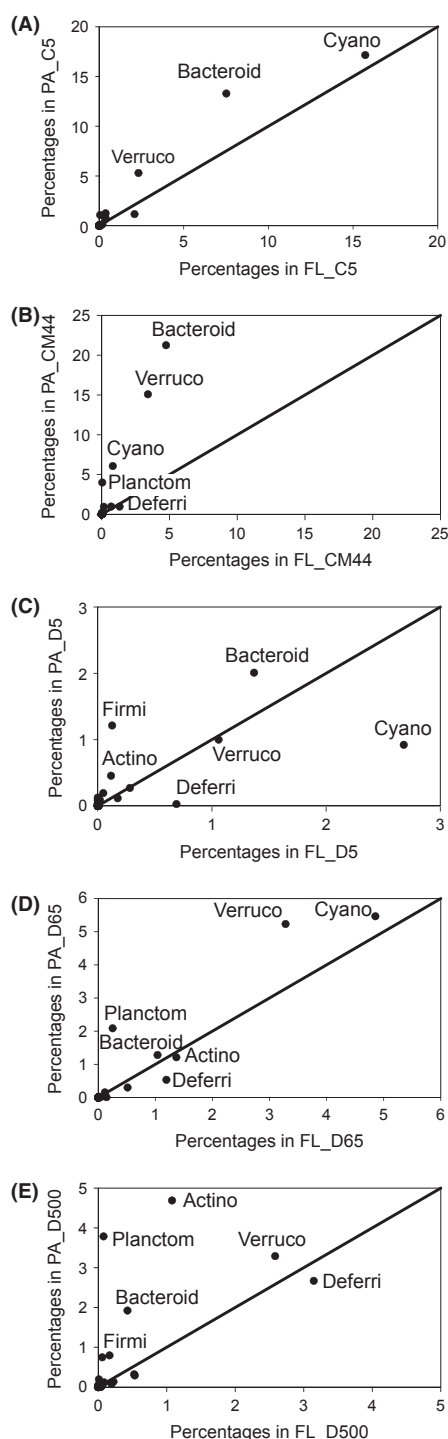 (A)
Percentages in PA_C5
20
15
10
5
0
Cyano
Bacteroid
Verruco
0 5 10 15 20
Percentages in FL_C5
(B)
Percentages in PA_CM44
25
20
15
10
5
0
Bacteroid
Verruco
Cyano
Planctom
Deferri
0 5 10 15 20 25
Percentages in FL_CM44
(C)
Percentages in PA_D5
3
2
1
0
Bacteroid
Firmi
Cyano
Verruco
Actino
Deferri
0 1 2 3
Percentages in FL_D5
(D)
Percentages in PA_D65
6
5
4
3
2
1
0
Verruco Cyano
Planctom
Bacteroid
Actino
Deferri
0 1 2 3 4 5 6
Percentages in FL_D65
(E)
Percentages in PA_D500
5
4
3
2
1
0
Actino
Planctom Verruco
Deferri
Bacteroid
Firmi
0 1 2 3 4 5
Percentages in FL_D500